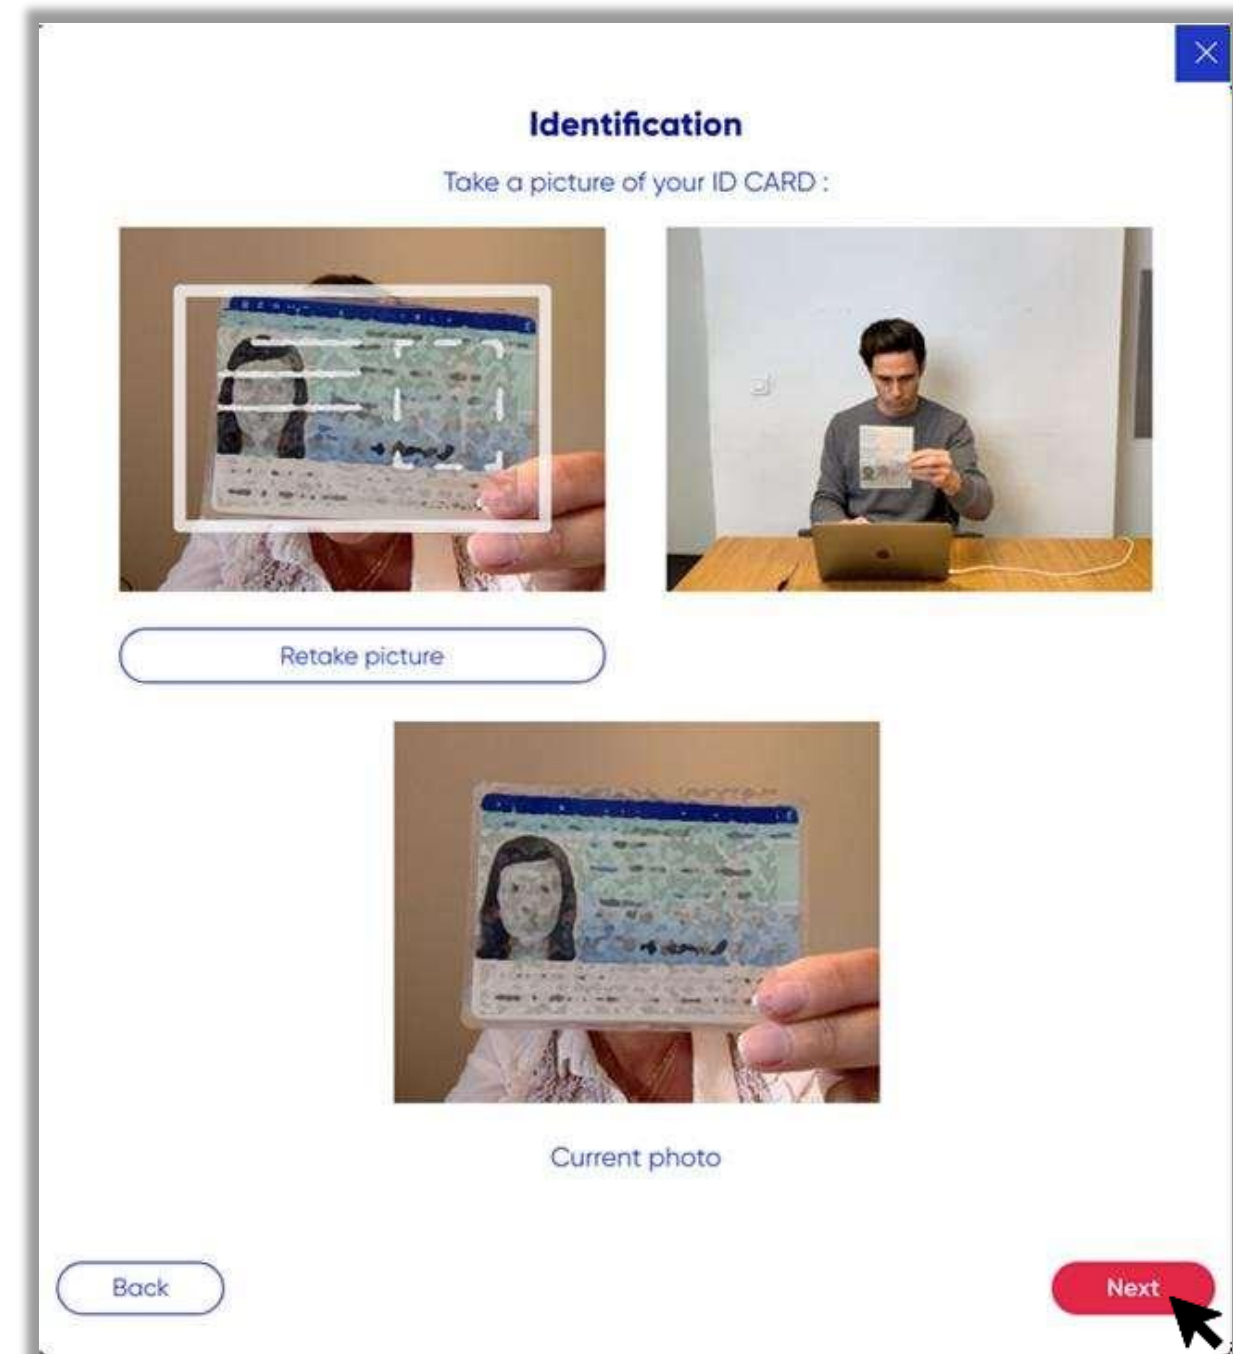 Identification
Take a picture of your ID CARD :
Retake picture
Current photo
Back
Next